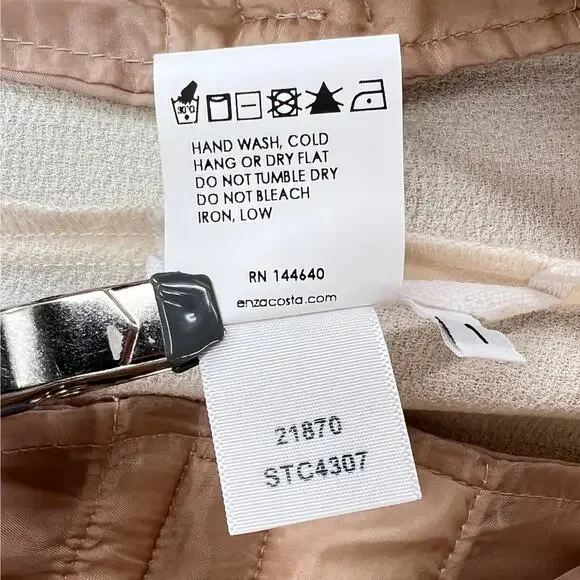 30°C
HAND WASH, COLD
HANG OR DRY FLAT
DO NOT TUMBLE DRY
DO NOT BLEACH
IRON, LOW
RN 144640
enzacosta.com
1
21870
STC4307